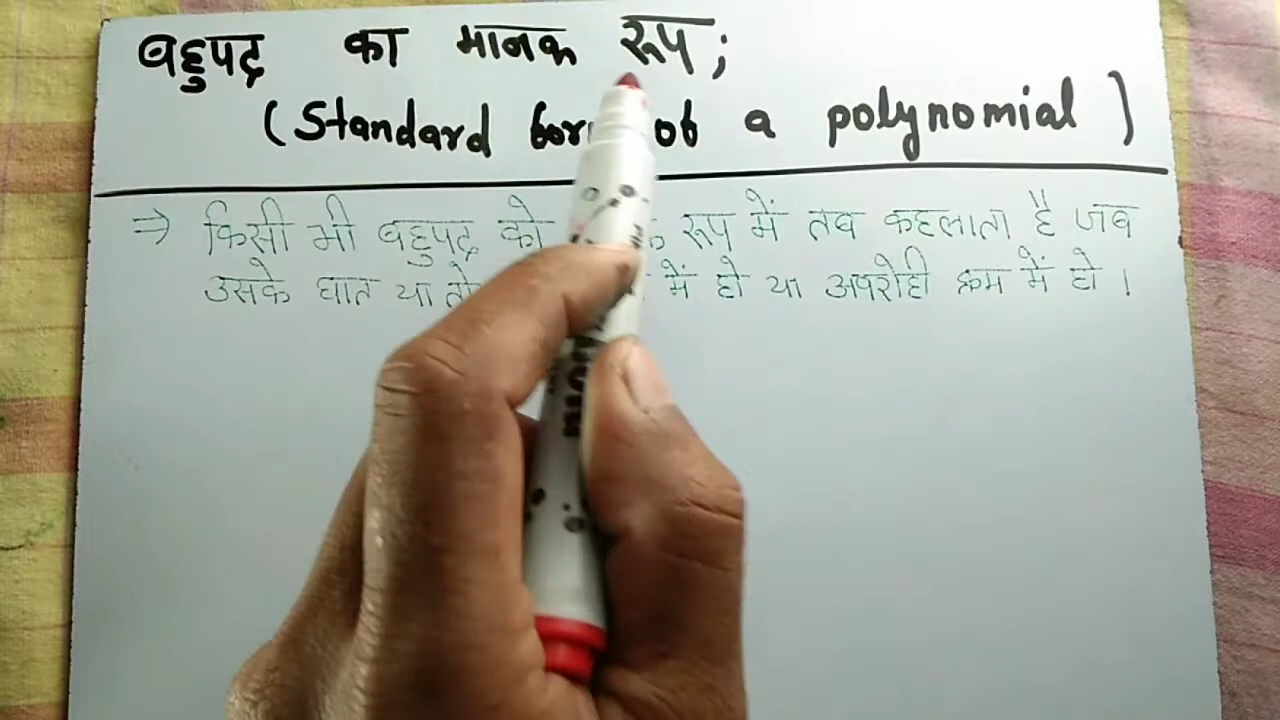 बहुपद का मानक रूप;
(Standard of a polynomial)
⇒ किसी भी बहुपद को रूप में तब कहलाता है जब
उसके घात या में हो या अवरोही क्रम में हो।